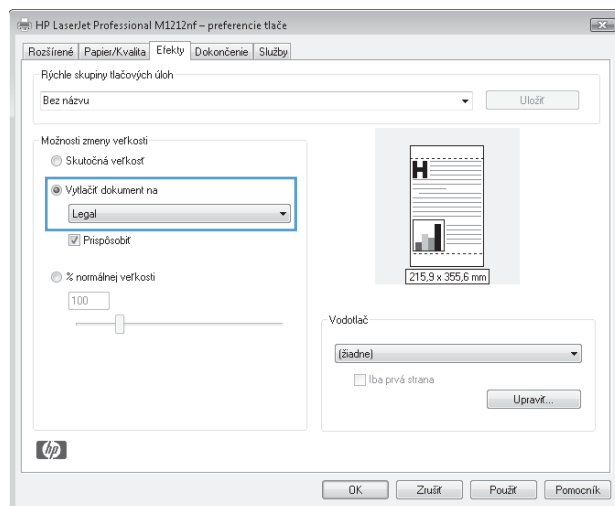 HP LaserJet Professional M1212nf – preferencie tlače
Rozšírené Papier/Kvalita Efekty Dokončenie Služby
Rýchle skupiny tlačových úloh
Bez názvu Uložiť
Možnosti zmeny veľkosti
Skutočná veľkosť
Vytlačiť dokument na
Legal
Prispôsobiť
% normálnej veľkosti
100
H
215,9 x 355,6 mm
Vodotlač
(žiadne)
Iba prvá strana
Upraviť...
hp
OK Zrušiť Použiť Pomocník